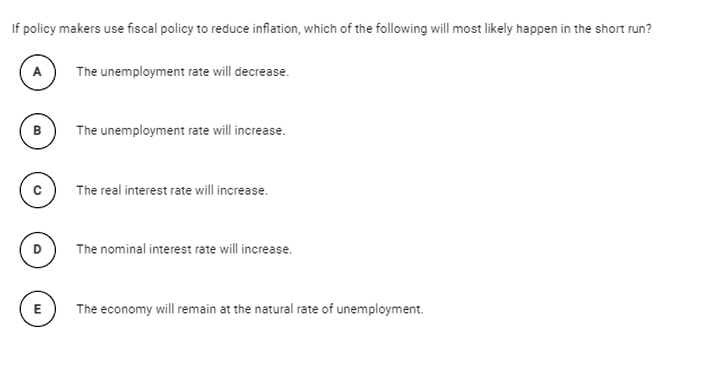 If policy makers use fiscal policy to reduce inflation, which of the following will most likely happen in the short run?
A The unemployment rate will decrease.
B The unemployment rate will increase.
C The real interest rate will increase.
D The nominal interest rate will increase.
E The economy will remain at the natural rate of unemployment.